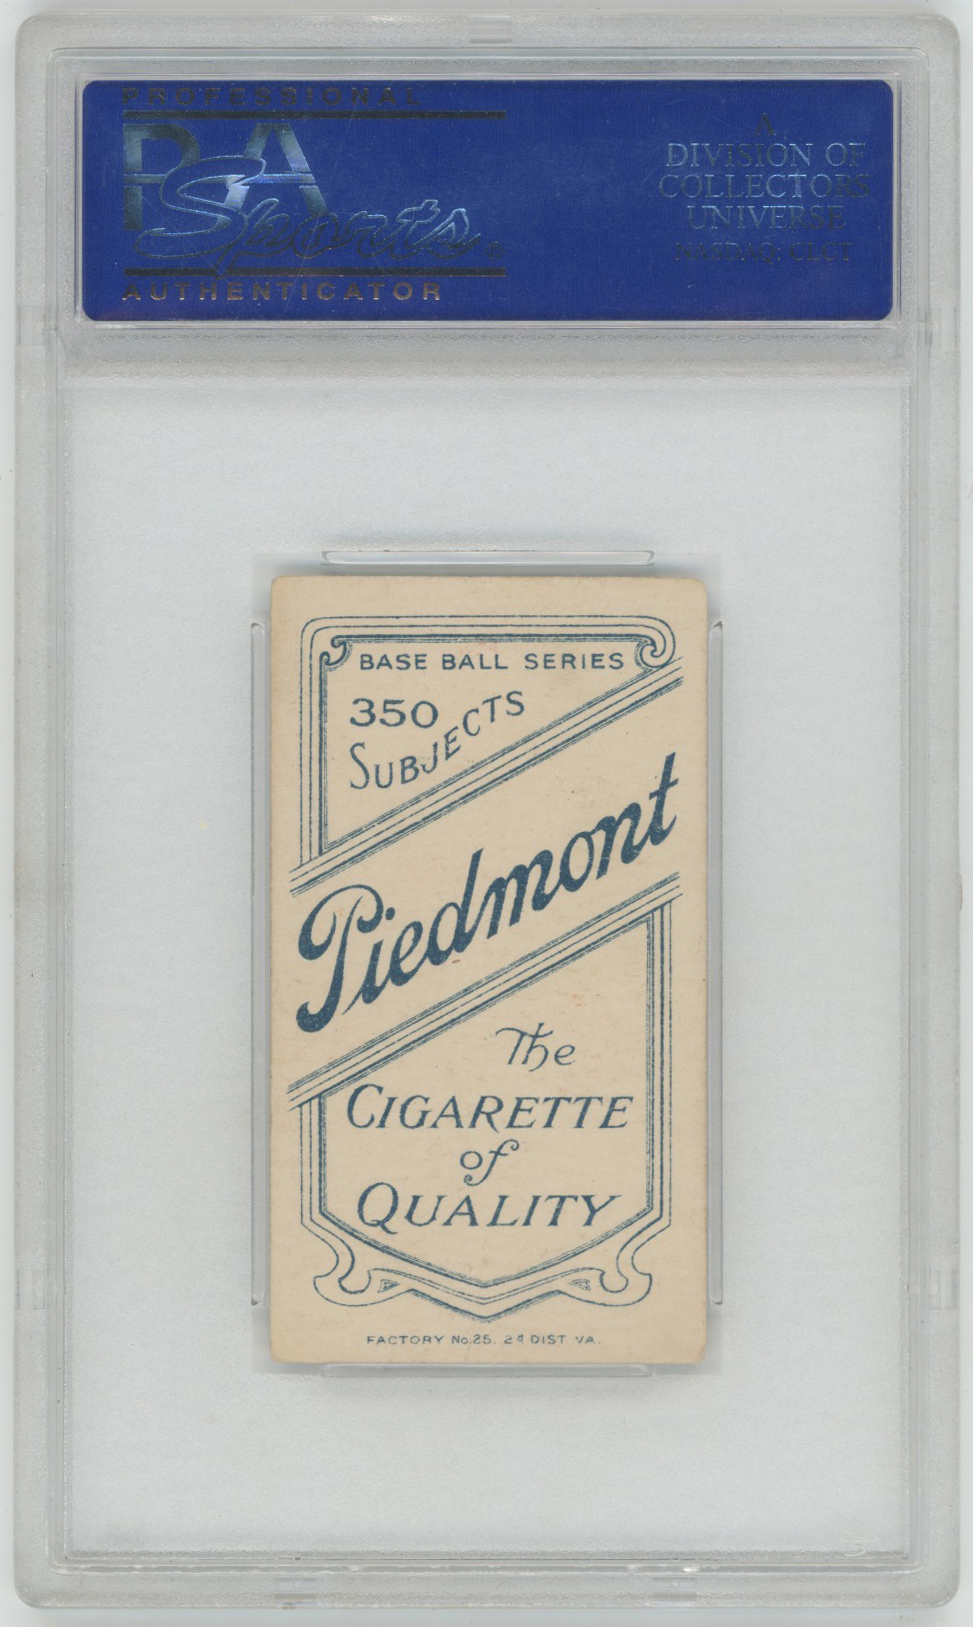 PROFESSIONAL
PSA
Sports
AUTHENTICATOR
A
DIVISION OF
COLLECTORS
UNIVERSE
NASDAQ: CLCT
BASE BALL SERIES
350
SUBJECTS
Piedmont
The
CIGARETTE
of
QUALITY
FACTORY No. 25. 2d DIST VA.